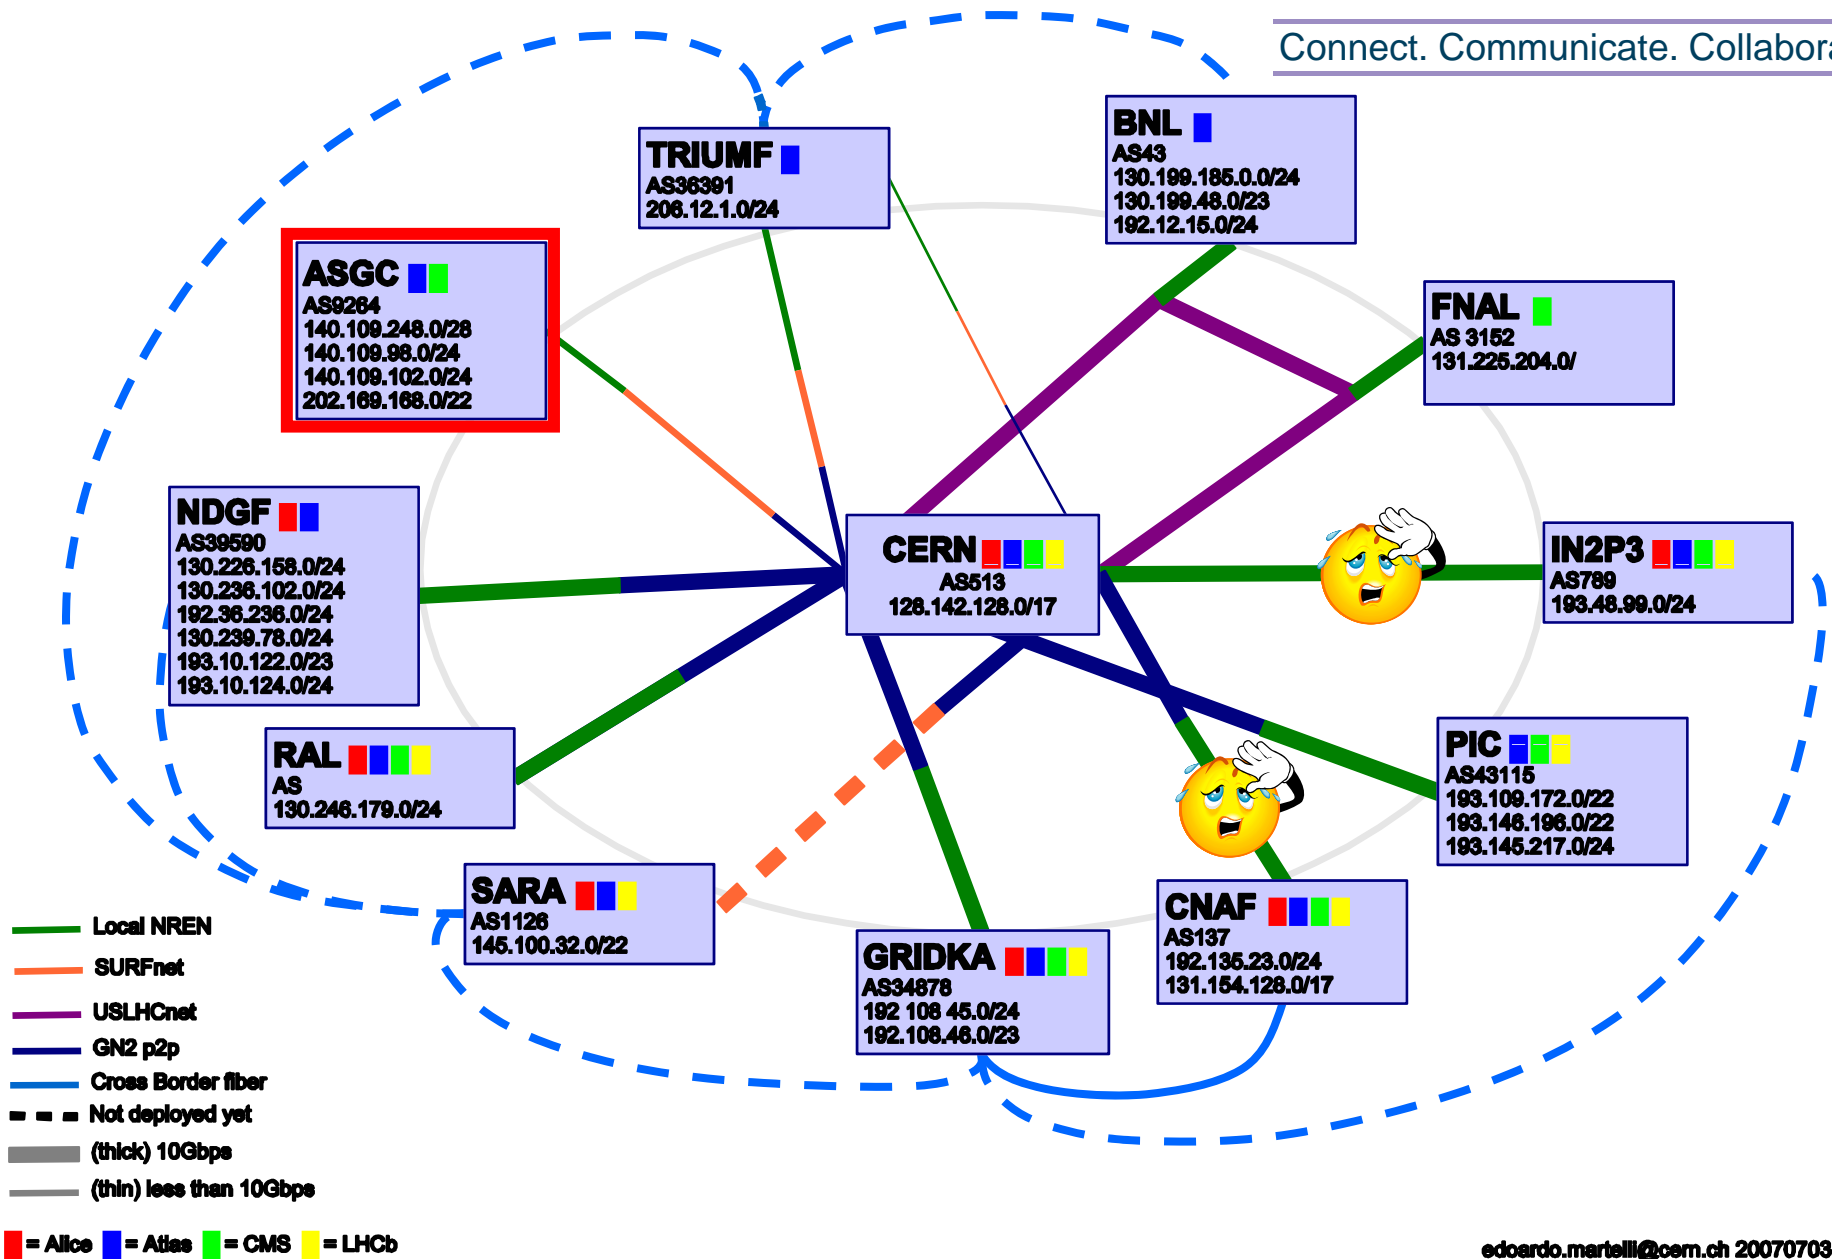 Connect. Communicate. Collabora
TRIUMF
AS36391
206.12.1.0/24
BNL
AS43
130.199.185.0.0/24
130.199.48.0/23
192.12.15.0/24
ASGC
AS9264
140.109.248.0/28
140.109.98.0/24
140.109.102.0/24
202.169.168.0/22
FNAL
AS 3152
131.225.204.0/
NDGF
AS39590
130.226.158.0/24
130.236.102.0/24
192.36.236.0/24
130.239.78.0/24
193.10.122.0/23
193.10.124.0/24
CERN
AS513
128.142.128.0/17
IN2P3
AS789
193.48.99.0/24
RAL
AS
130.246.179.0/24
PIC
AS43115
193.109.172.0/22
193.146.196.0/22
193.145.217.0/24
SARA
AS1126
145.100.32.0/22
GRIDKA
AS34878
192 108 45.0/24
192.108.46.0/23
CNAF
AS137
192.135.23.0/24
131.154.128.0/17
Local NREN
SURFnet
USLHCnet
GN2 p2p
Cross Border fiber
Not deployed yet
(thick) 10Gbps
(thin) less than 10Gbps
= Alice = Atlas = CMS = LHCb
edoardo.martelli@cern.ch 20070703